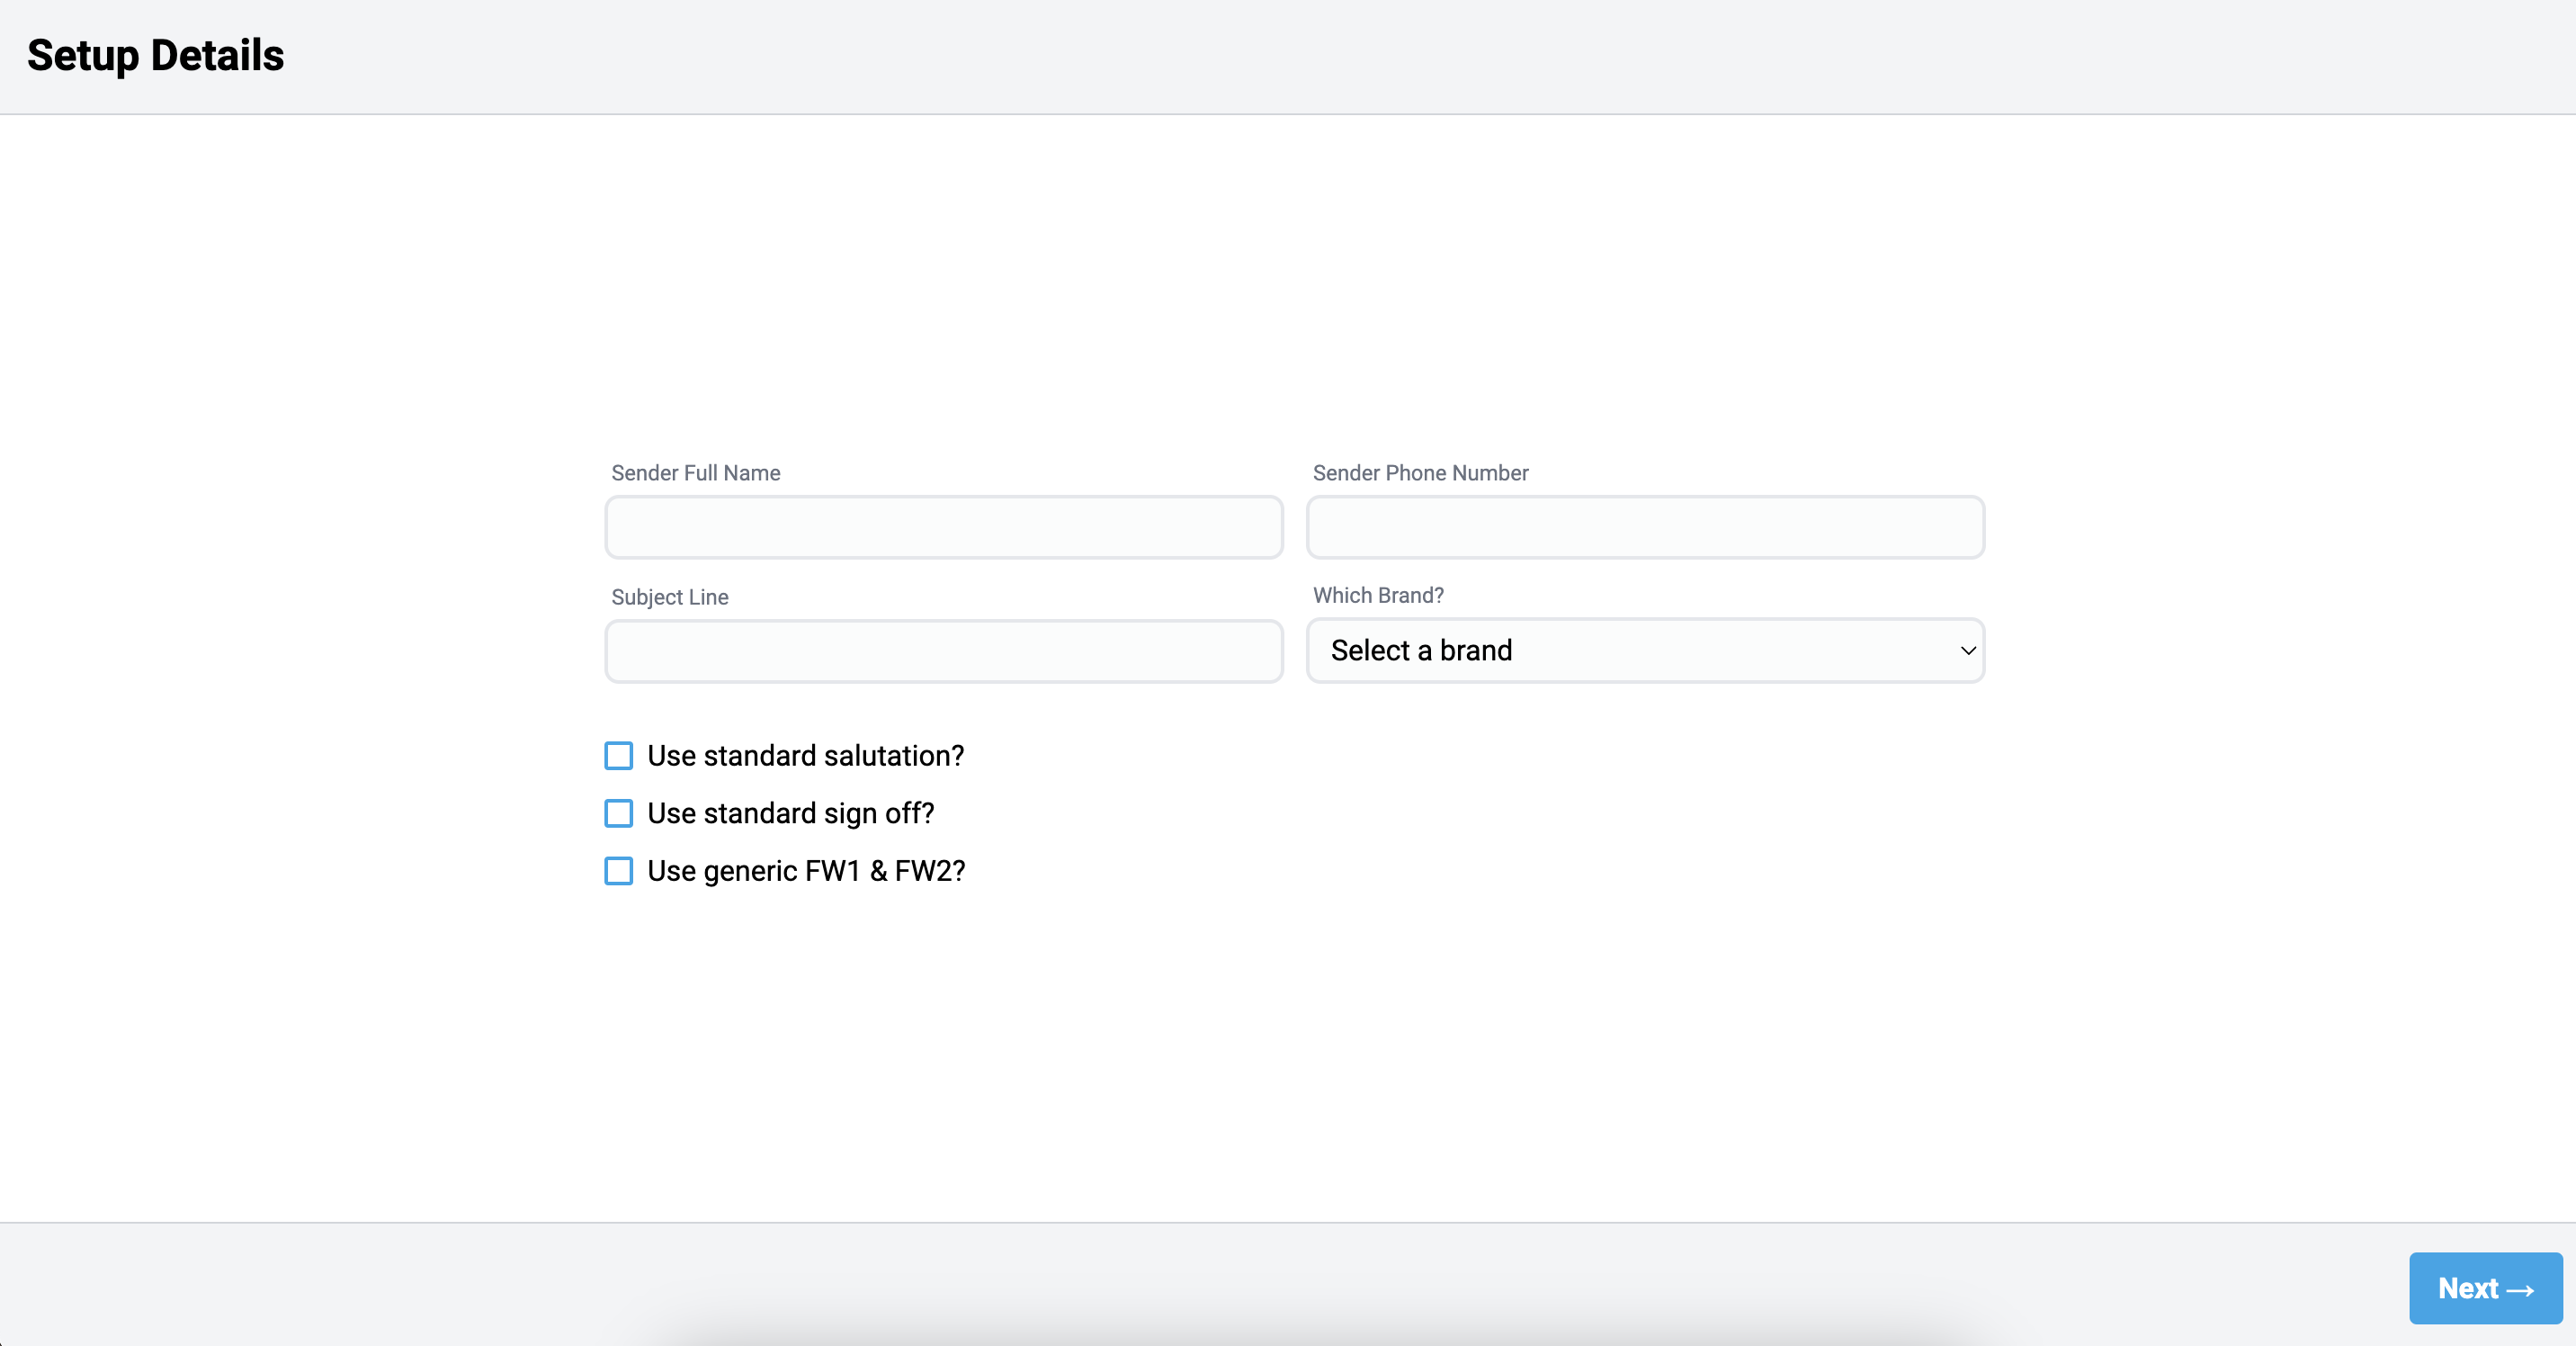 Setup Details
Sender Full Name
Sender Phone Number
Subject Line
Which Brand?
Select a brand
Use standard salutation?
Use standard sign off?
Use generic FW1 & FW2?
Next →